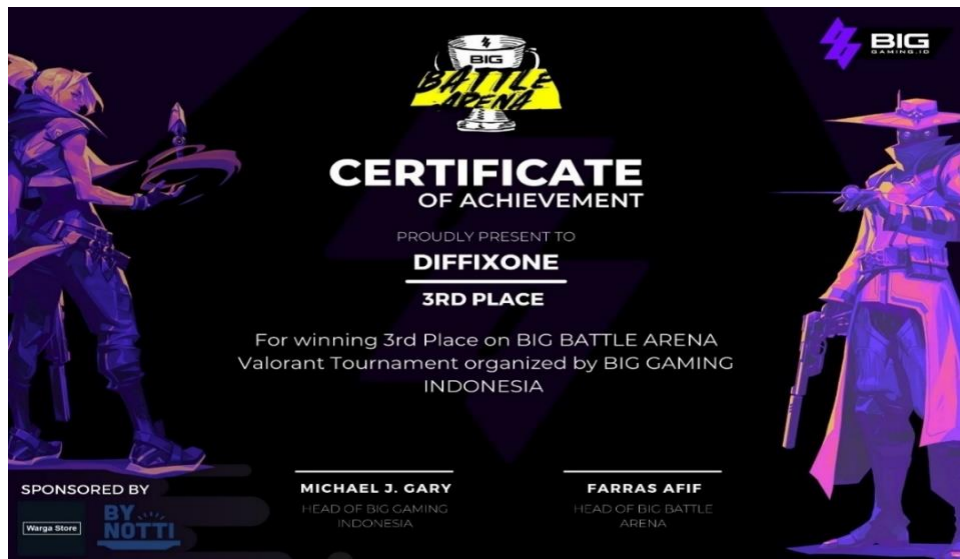 BIG
BATTLE
ARENA
BIG
GAMING.ID
CERTIFICATE
OF ACHIEVEMENT
PROUDLY PRESENT TO
DIFFIXONE
3RD PLACE
For winning 3rd Place on BIG BATTLE ARENA
Valorant Tournament organized by BIG GAMING
INDONESIA
MICHAEL J. GARY
HEAD OF BIG GAMING
INDONESIA
FARRAS AFIF
HEAD OF BIG BATTLE
ARENA
SPONSORED BY
Warga Store
BY
NOTTI